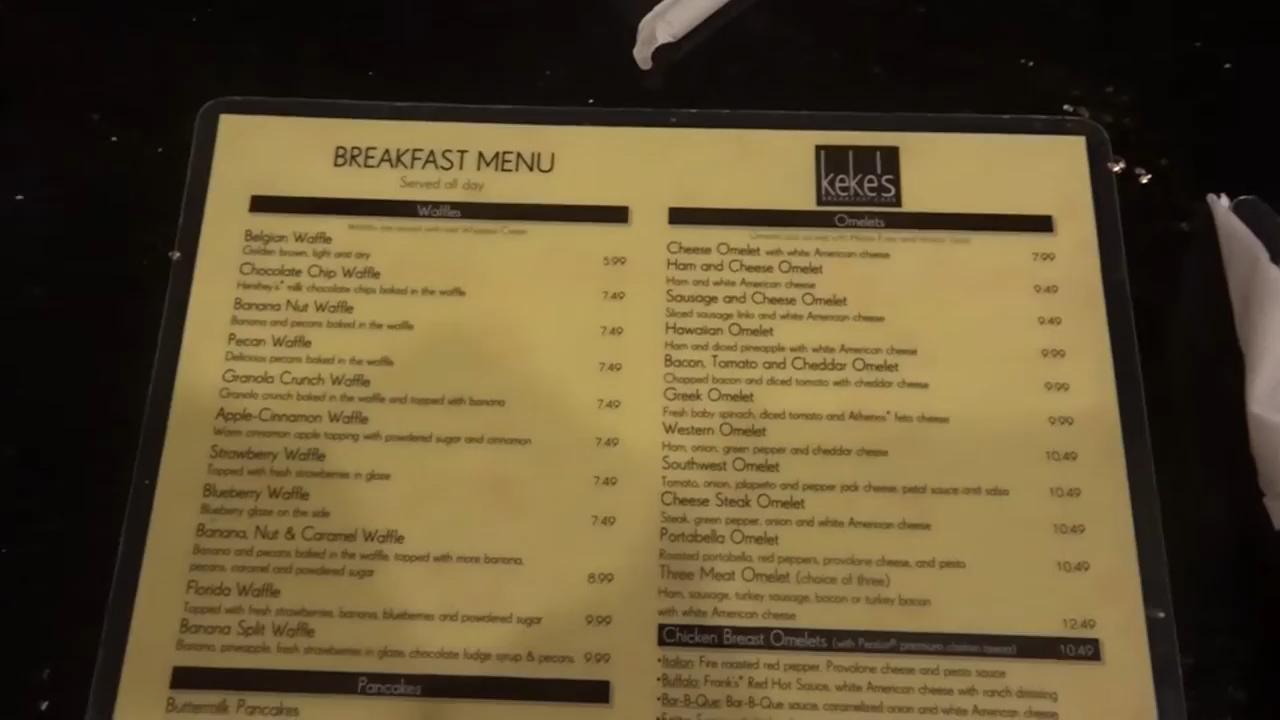 BREAKFAST MENU
Served all day
Waffles
Belgian Waffle
Golden brown, light and airy 5.99
Chocolate Chip Waffle
Hershey's® milk chocolate chips baked in the waffle 7.49
Banana Nut Waffle
Banana and pecans baked in the waffle 7.49
Pecan Waffle
Delicious pecans baked in the waffle 7.49
Granola Crunch Waffle
Granola crunch baked in the waffle and topped with banana 7.49
Apple-Cinnamon Waffle
Warm cinnamon apple topping with powdered sugar and cinnamon 7.49
Strawberry Waffle
Topped with fresh strawberries in glaze 7.49
Blueberry Waffle
Blueberry glaze on the side 7.49
Banana, Nut & Caramel Waffle
Banana and pecans baked in the waffle, topped with more banana,
pecans, caramel and powdered sugar 8.99
Florida Waffle
Topped with fresh strawberries, banana, blueberries and powdered sugar 9.99
Banana Split Waffle
Banana, pineapple, fresh strawberries in glaze, chocolate fudge syrup & pecans 9.99
Pancakes
Buttermilk Pancakes
keke's
BREAKFAST CAFE
Omelets
Cheese Omelet with white American cheese 7.99
Ham and Cheese Omelet
Ham and white American cheese 9.49
Sausage and Cheese Omelet
Sliced sausage links and white American cheese 9.49
Hawaiian Omelet
Ham and diced pineapple with white American cheese 9.99
Bacon, Tomato and Cheddar Omelet
Chopped bacon and diced tomato with cheddar cheese 9.99
Greek Omelet
Fresh baby spinach, diced tomato and Athenos® feta cheese 9.99
Western Omelet
Ham, onion, green pepper and cheddar cheese 10.49
Southwest Omelet
Tomato, onion, jalapeño and pepper jack cheese, petal sauce and salsa 10.49
Cheese Steak Omelet
Steak, green pepper, onion and white American cheese 10.49
Portabella Omelet
Roasted portabella, red peppers, provolone cheese, and pesto 10.49
Three Meat Omelet (choice of three)
Ham, sausage, turkey sausage, bacon or turkey bacon
with white American cheese 12.49
Chicken Breast Omelets (with premium chicken 10.49
•Italian: Fire roasted red pepper, Provolone cheese and pesto sauce
•Buffalo: Frank's® Red Hot Sauce, white American cheese with ranch dressing
•Bar-B-Que: Bar-B-Que sauce, caramelized onion and white American cheese